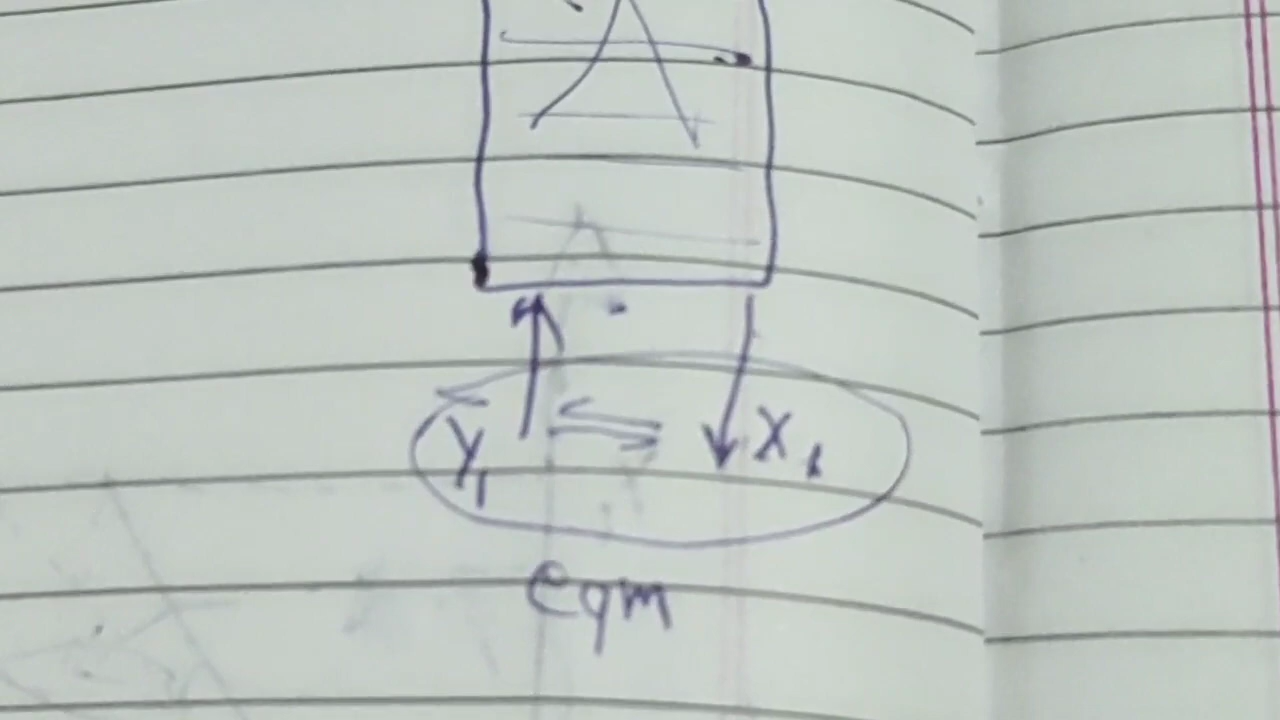 Y₁ ⇌ X₁
eqm